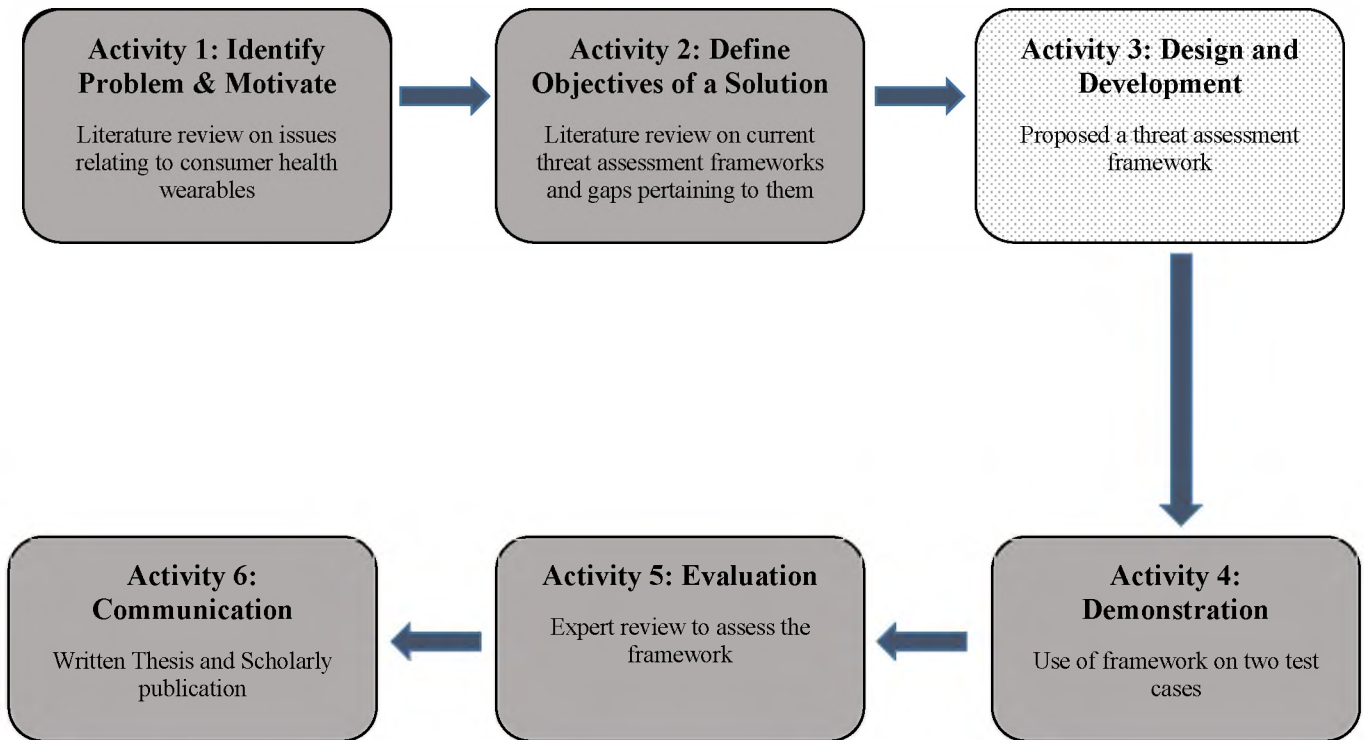 Activity 1: Identify
Problem & Motivate
Literature review on issues
relating to consumer health
wearables
Activity 2: Define
Objectives of a Solution
Literature review on current
threat assessment frameworks
and gaps pertaining to them
Activity 3: Design and
Development
Proposed a threat assessment
framework
Activity 4:
Demonstration
Use of framework on two test
cases
Activity 5: Evaluation
Expert review to assess the
framework
Activity 6:
Communication
Written Thesis and Scholarly
publication